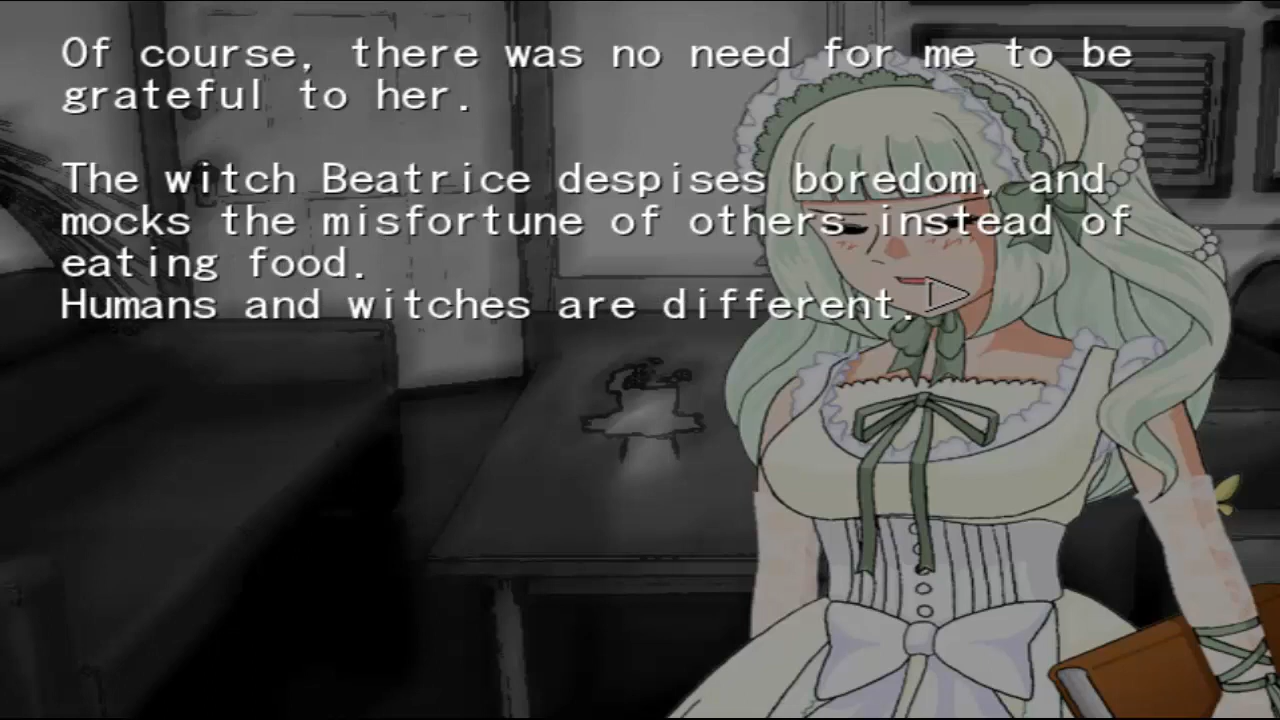 Of course, there was no need for me to be
grateful to her.
The witch Beatrice despises boredom, and
mocks the misfortune of others instead of
eating food.
Humans and witches are different.